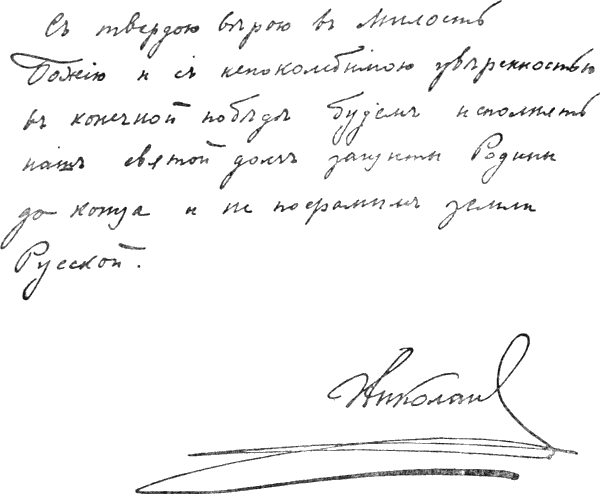 Съ твердою вѣрою въ милость
Божію и съ непоколебимою увѣренностью
въ конечной побѣдѣ будемъ исполнять
нашъ святой долгъ защиты Родины
до конца и не посрамимъ земли
Русской.
Николай